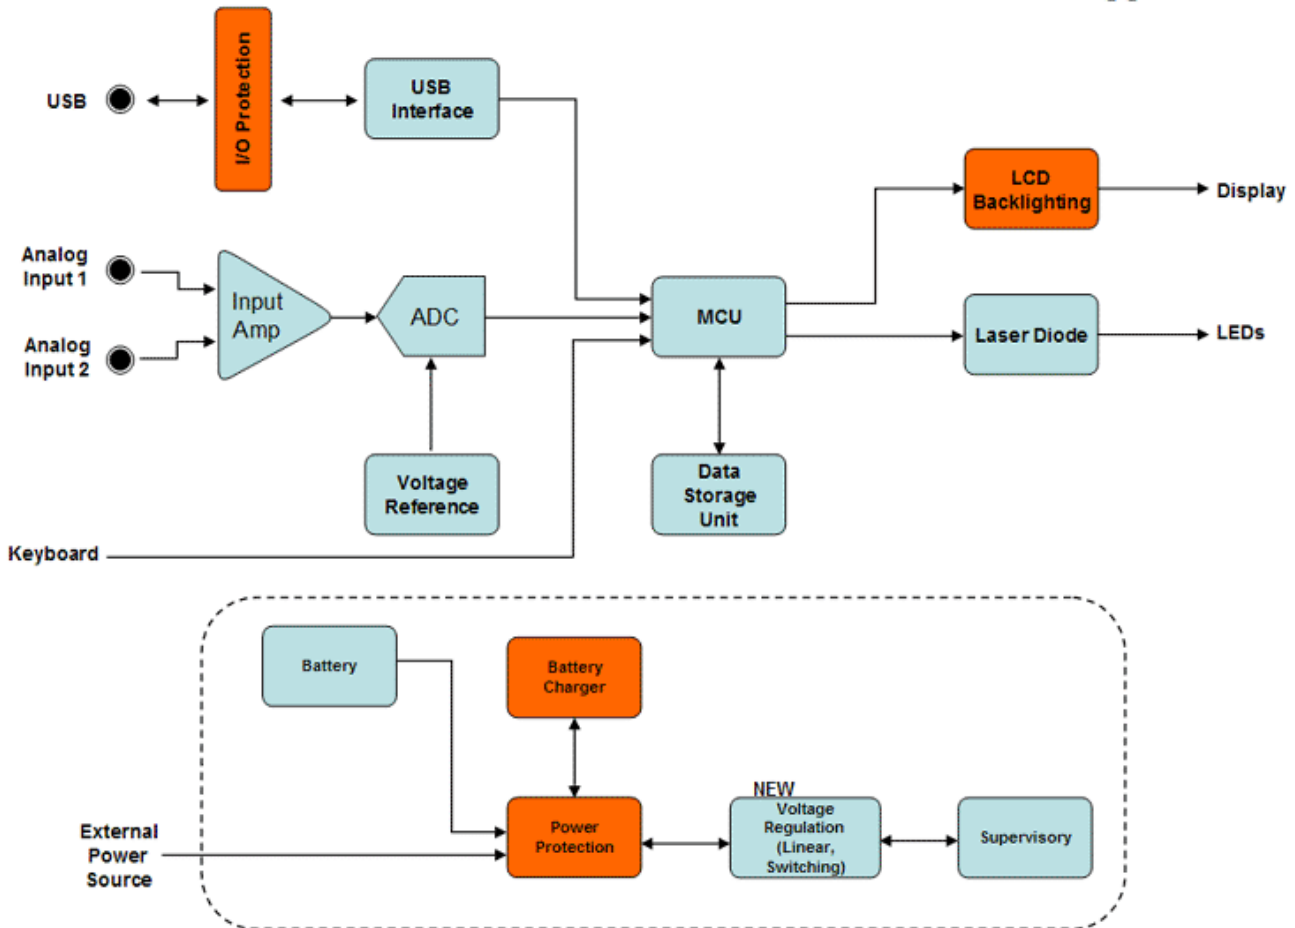 USB
I/O Protection
USB
Interface
LCD
Backlighting
Display
Analog
Input 1
Input
Amp
ADC
MCU
Laser Diode
LEDs
Analog
Input 2
Voltage
Reference
Data
Storage
Unit
Keyboard
Battery
Battery
Charger
External
Power
Source
Power
Protection
NEW
Voltage
Regulation
(Linear,
Switching)
Supervisory